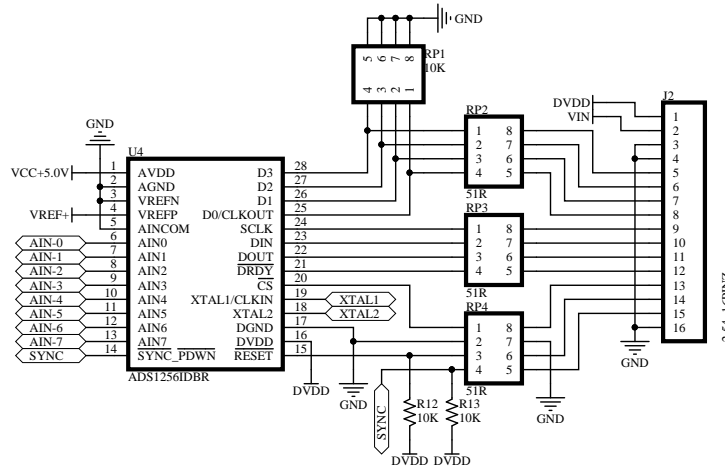 GND
5 6 7 8
RP1
10K
4 3 2 1
RP2
1 8
2 7
3 6
4 5
51R
RP3
1 8
2 7
3 6
4 5
51R
RP4
1 8
2 7
3 6
4 5
51R
J2
DVDD
VIN
1
2
3
4
5
6
7
8
9
10
11
12
13
14
15
16
GND
GND
GND
U4
VCC+5.0V 1 AVDD D3 28
2 AGND D2 27
3 VREFN D1 26
VREF+ 4 VREFP D0/CLKOUT 25
5 AINCOM SCLK 24
AIN-0 6 AIN0 DIN 23
AIN-1 7 AIN1 DOUT 22
AIN-2 8 AIN2 DRDY 21
AIN-3 9 AIN3 CS 20
AIN-4 10 AIN4 XTAL1/CLKIN 19 XTAL1
AIN-5 11 AIN5 XTAL2 18 XTAL2
AIN-6 12 AIN6 DGND 17
AIN-7 13 AIN7 DVDD 16
SYNC 14 SYNC_PDWN RESET 15
ADS1256IDBR
DVDD
GND
SYNC
R12
10K
R13
10K
DVDD
DVDD